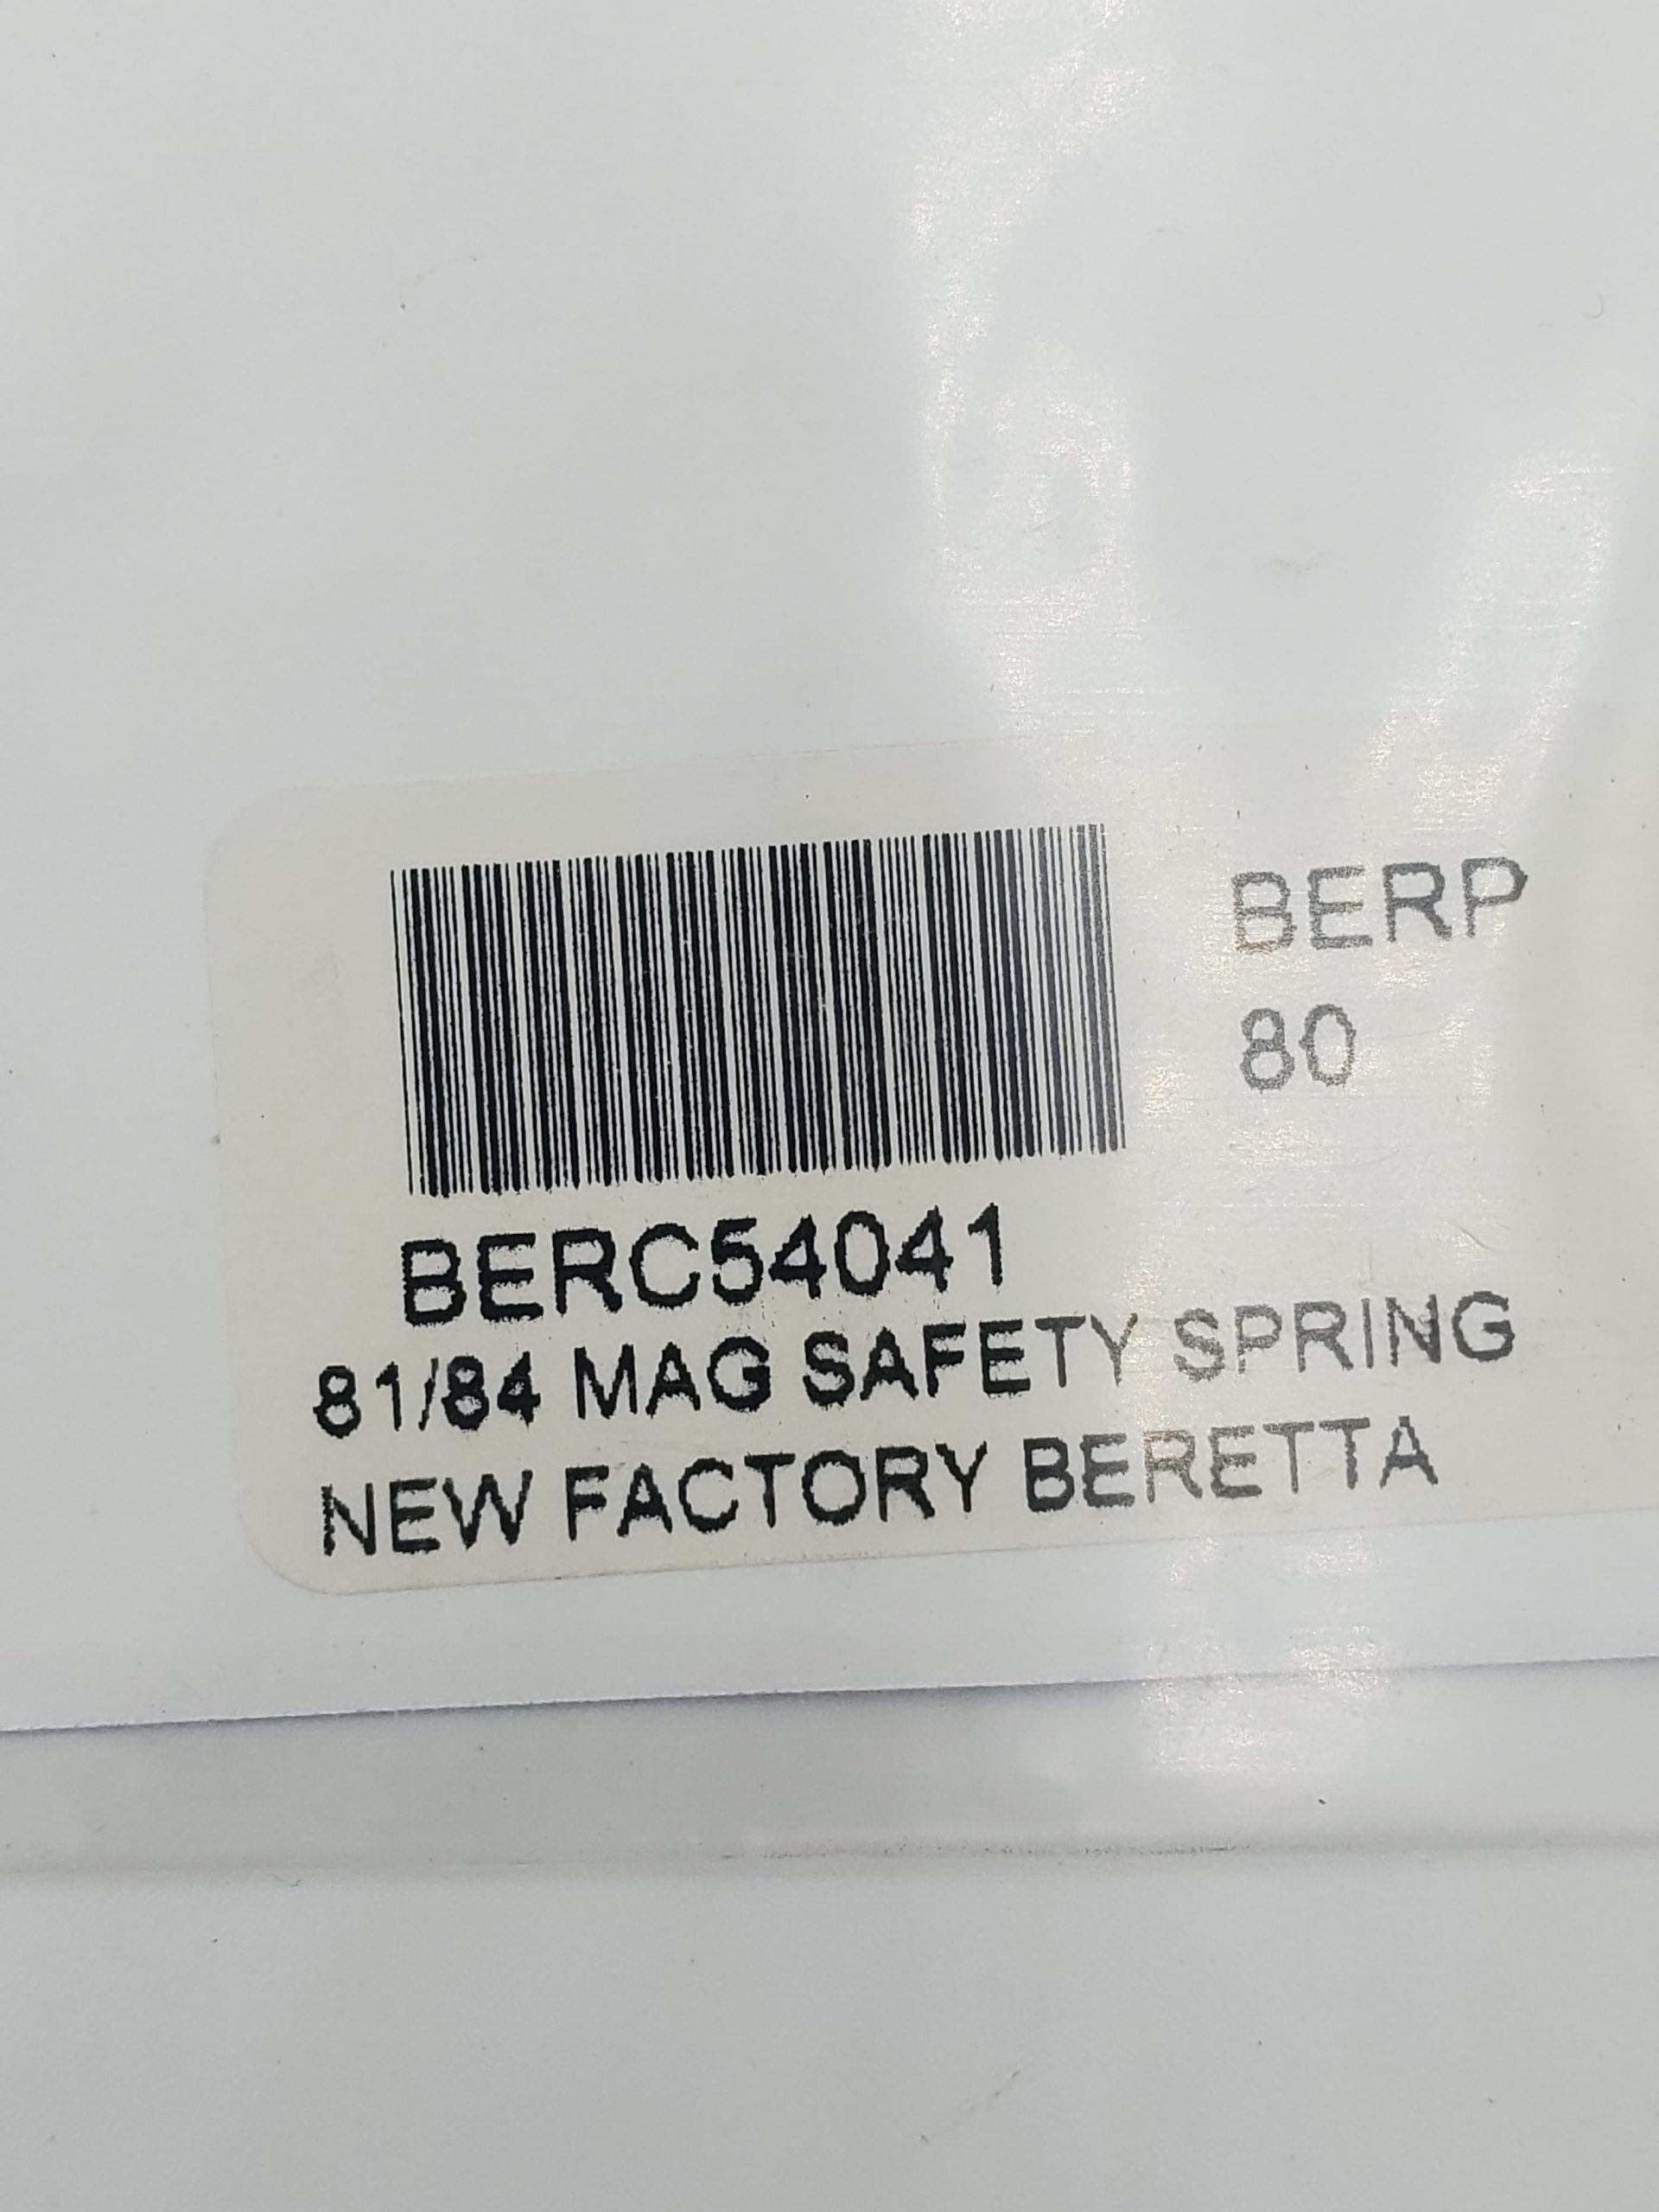 BERP
80
BERC54041
81/84 MAG SAFETY SPRING
NEW FACTORY BERETTA